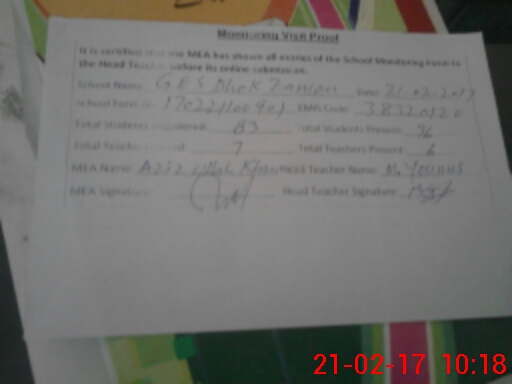 Monitoring Visit Proof
It is certified that the MEA has shown all entries of the School Monitoring Form to
the Head Teacher before its online submission.
School Name: GES Chak Zaman Date: 21-02-2017
School Form ID: EMIS Code: 38320120
Total Students Registered: 83 Total Students Present: 76
Total Teachers 7 Total Teachers Present 6
MEA Name: Aziz Ullah Khan Head Teacher Name: M. Younus
MEA Signature Head Teacher Signature
21-02-17 10:18